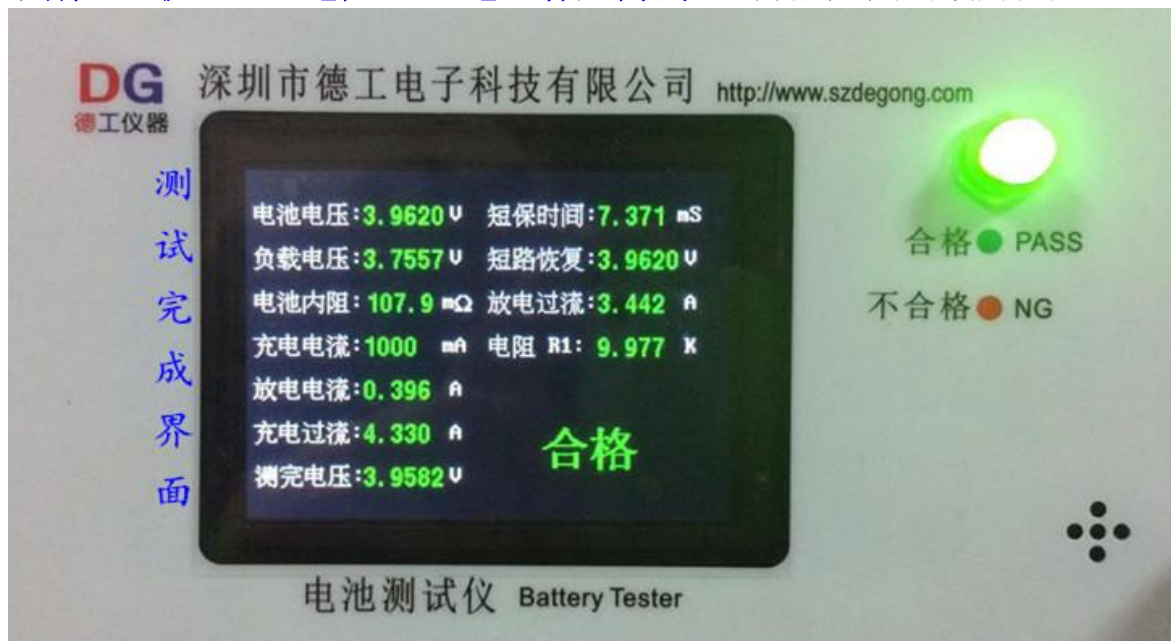 DG 深圳市德工电子科技有限公司 http://www.szdegong.com
德工仪器
测试完成界面
电池电压:3.9620 V 短保时间:7.371 mS
负载电压:3.7557 V 短路恢复:3.9620 V
电池内阻:107.9 mΩ 放电过流:3.442 A
充电电流:1000 mA 电阻 R1: 9.977 K
放电电流:0.396 A
充电过流:4.330 A
测完电压:3.9582 V
合格
合格 PASS
不合格 NG
电池测试仪 Battery Tester